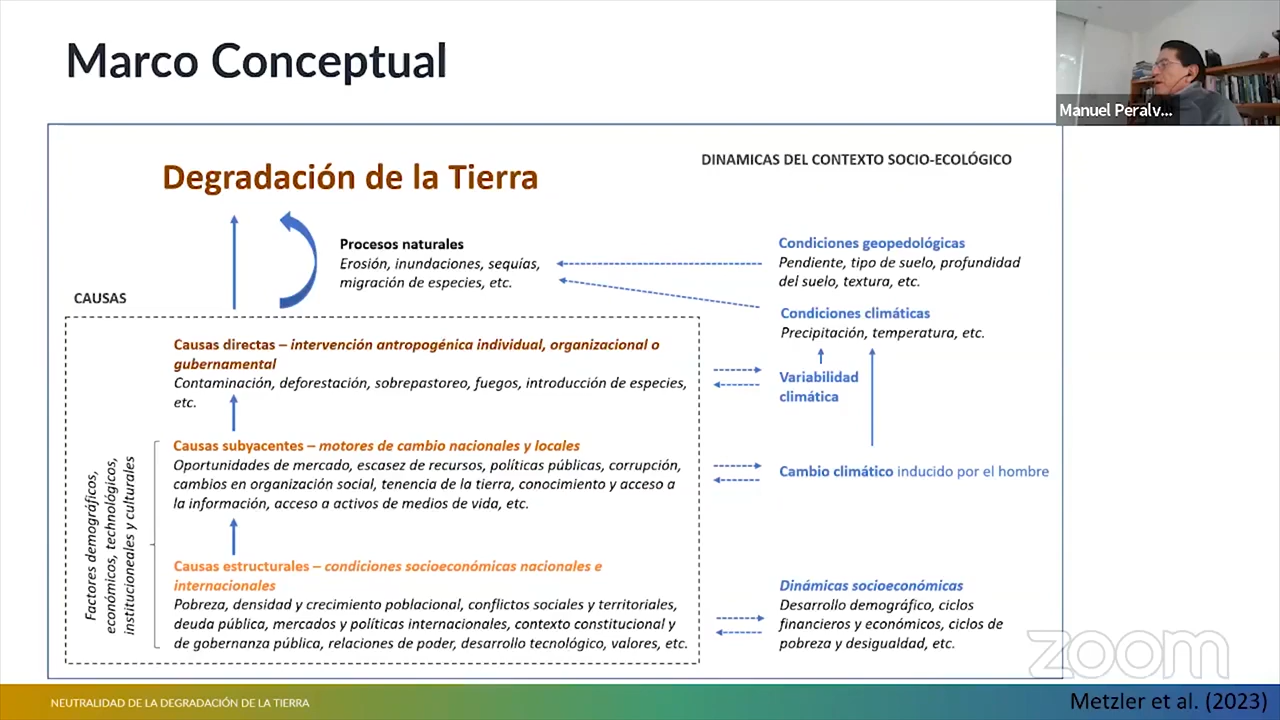 Marco Conceptual
Manuel Peralv...
Degradación de la Tierra
DINAMICAS DEL CONTEXTO SOCIO-ECOLÓGICO
Procesos naturales
Erosión, inundaciones, sequías,
migración de especies, etc.
Condiciones geopedológicas
Pendiente, tipo de suelo, profundidad
del suelo, textura, etc.
Condiciones climáticas
Precipitación, temperatura, etc.
Variabilidad
climática
Cambio climático inducido por el hombre
Dinámicas socioeconómicas
Desarrollo demográfico, ciclos
financieros y económicos, ciclos de
pobreza y desigualdad, etc.
CAUSAS
Causas directas – intervención antropogénica individual, organizacional o
gubernamental
Contaminación, deforestación, sobrepastoreo, fuegos, introducción de especies,
etc.
Causas subyacentes – motores de cambio nacionales y locales
Oportunidades de mercado, escasez de recursos, políticas públicas, corrupción,
cambios en organización social, tenencia de la tierra, conocimiento y acceso a
la información, acceso a activos de medios de vida, etc.
Causas estructurales – condiciones socioeconómicas nacionales e
internacionales
Pobreza, densidad y crecimiento poblacional, conflictos sociales y territoriales,
deuda pública, mercados y políticas internacionales, contexto constitucional y
de gobernanza pública, relaciones de poder, desarrollo tecnológico, valores, etc.
Factores demográficos,
económicos, tecnológicos,
institucioneales y culturales
zoom
NEUTRALIDAD DE LA DEGRADACIÓN DE LA TIERRA
Metzler et al. (2023)